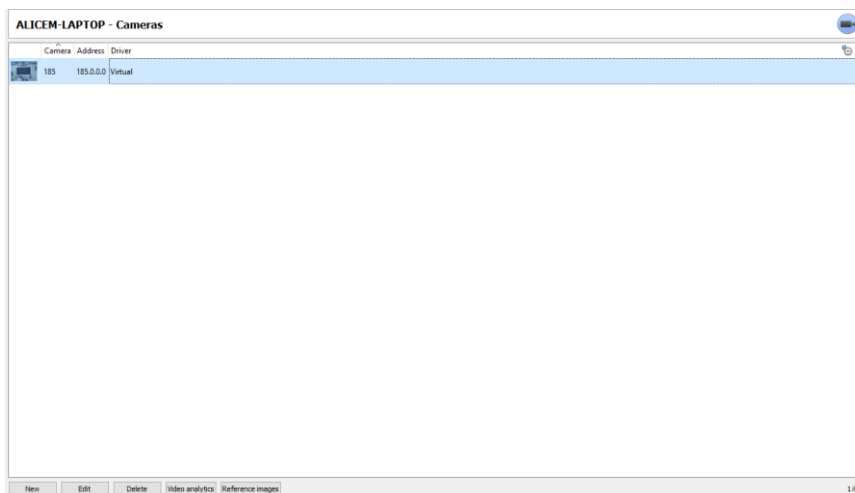 ALICEM-LAPTOP - Cameras
Camera Address Driver
185 185.0.0.0 Virtual
New Edit Delete Video analytics Reference images